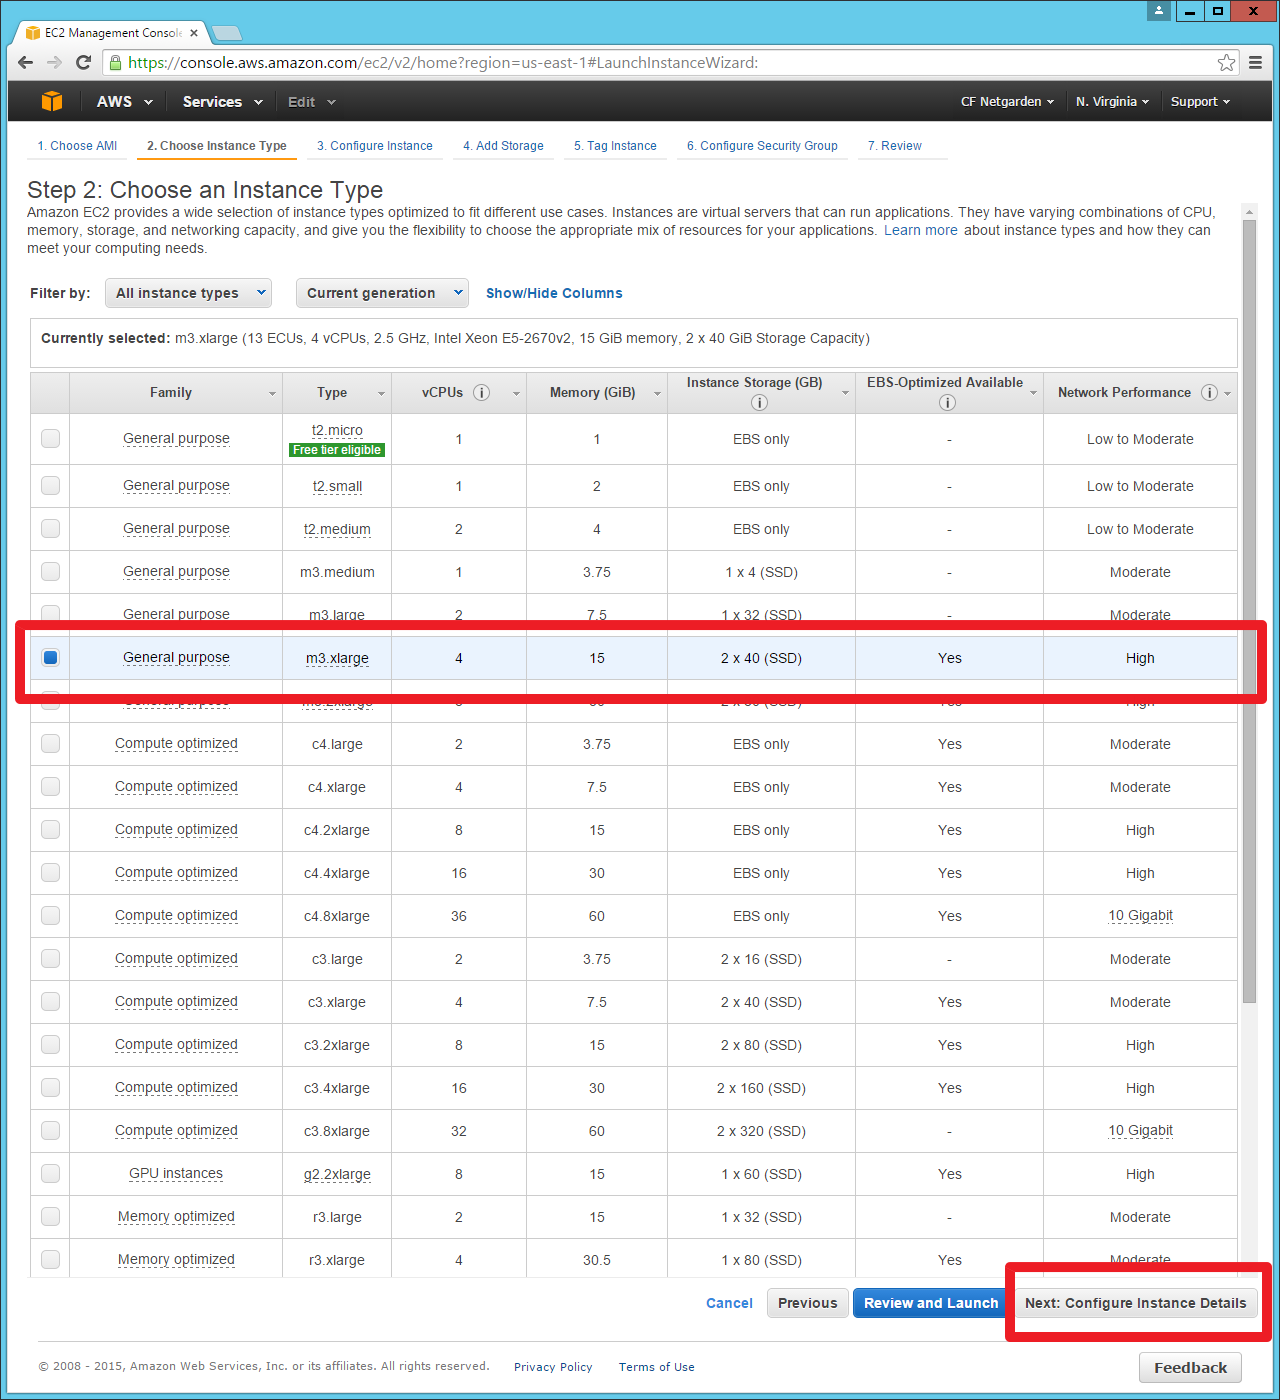 EC2 Management Console
https://console.aws.amazon.com/ec2/v2/home?region=us-east-1#LaunchInstanceWizard:
AWS Services Edit CF Netgarden N. Virginia Support
1. Choose AMI 2. Choose Instance Type 3. Configure Instance 4. Add Storage 5. Tag Instance 6. Configure Security Group 7. Review
Step 2: Choose an Instance Type
Amazon EC2 provides a wide selection of instance types optimized to fit different use cases. Instances are virtual servers that can run applications. They have varying combinations of CPU,
memory, storage, and networking capacity, and give you the flexibility to choose the appropriate mix of resources for your applications. Learn more about instance types and how they can
meet your computing needs.
Filter by: All instance types Current generation Show/Hide Columns
Currently selected: m3.xlarge (13 ECUs, 4 vCPUs, 2.5 GHz, Intel Xeon E5-2670v2, 15 GiB memory, 2 x 40 GiB Storage Capacity)
Family Type vCPUs Memory (GiB) Instance Storage (GB) EBS-Optimized Available Network Performance
General purpose t2.micro Free tier eligible 1 1 EBS only - Low to Moderate
General purpose t2.small 1 2 EBS only - Low to Moderate
General purpose t2.medium 2 4 EBS only - Low to Moderate
General purpose m3.medium 1 3.75 1 x 4 (SSD) - Moderate
General purpose m3.large 2 7.5 1 x 32 (SSD) - Moderate
General purpose m3.xlarge 4 15 2 x 40 (SSD) Yes High
General purpose m3.2xlarge Yes High
Compute optimized c4.large 2 3.75 EBS only Yes Moderate
Compute optimized c4.xlarge 4 7.5 EBS only Yes Moderate
Compute optimized c4.2xlarge 8 15 EBS only Yes High
Compute optimized c4.4xlarge 16 30 EBS only Yes High
Compute optimized c4.8xlarge 36 60 EBS only Yes 10 Gigabit
Compute optimized c3.large 2 3.75 2 x 16 (SSD) - Moderate
Compute optimized c3.xlarge 4 7.5 2 x 40 (SSD) Yes Moderate
Compute optimized c3.2xlarge 8 15 2 x 80 (SSD) Yes High
Compute optimized c3.4xlarge 16 30 2 x 160 (SSD) Yes High
Compute optimized c3.8xlarge 32 60 2 x 320 (SSD) - 10 Gigabit
GPU instances g2.2xlarge 8 15 1 x 60 (SSD) Yes High
Memory optimized r3.large 2 15 1 x 32 (SSD) - Moderate
Memory optimized r3.xlarge 4 30.5 1 x 80 (SSD) Yes Moderate
Cancel Previous Review and Launch Next: Configure Instance Details
© 2008 - 2015, Amazon Web Services, Inc. or its affiliates. All rights reserved. Privacy Policy Terms of Use Feedback